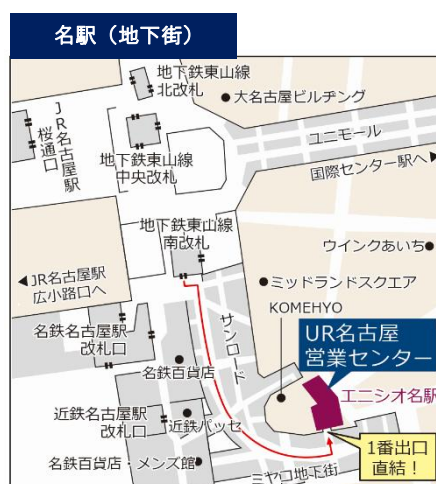 名駅（地下街）
地下鉄東山線
北改札
大名古屋ビルヂング
JR名古屋駅
桜通口
ユニモール
地下鉄東山線
中央改札
国際センター駅へ
地下鉄東山線
南改札
ウインクあいち
JR名古屋駅
広小路口へ
ミッドランドスクエア
KOMEHYO
サンロード
名鉄名古屋駅
改札口
UR名古屋
営業センター
名鉄百貨店
エニシオ名駅
近鉄名古屋駅
改札口
近鉄パッセ
1番出口
直結！
名鉄百貨店・メンズ館
ミヤコ地下街